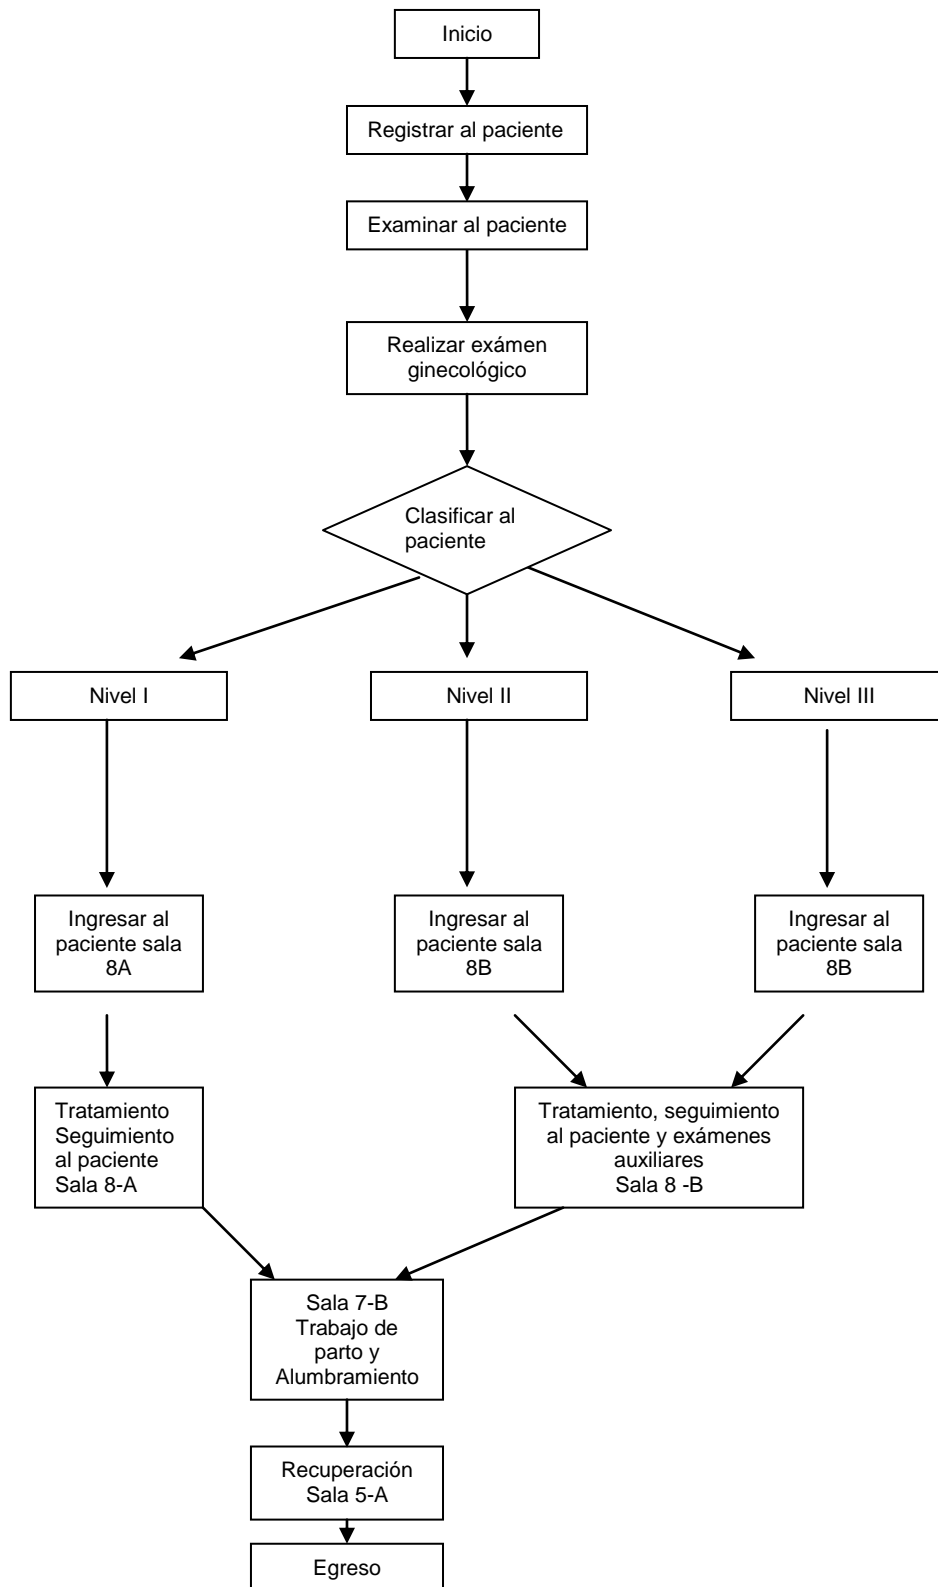 Inicio
Registrar al paciente
Examinar al paciente
Realizar exámen
ginecológico
Clasificar al
paciente
Nivel I
Nivel II
Nivel III
Ingresar al
paciente sala
8A
Ingresar al
paciente sala
8B
Ingresar al
paciente sala
8B
Tratamiento
Seguimiento
al paciente
Sala 8-A
Tratamiento, seguimiento
al paciente y exámenes
auxiliares
Sala 8 -B
Sala 7-B
Trabajo de
parto y
Alumbramiento
Recuperación
Sala 5-A
Egreso